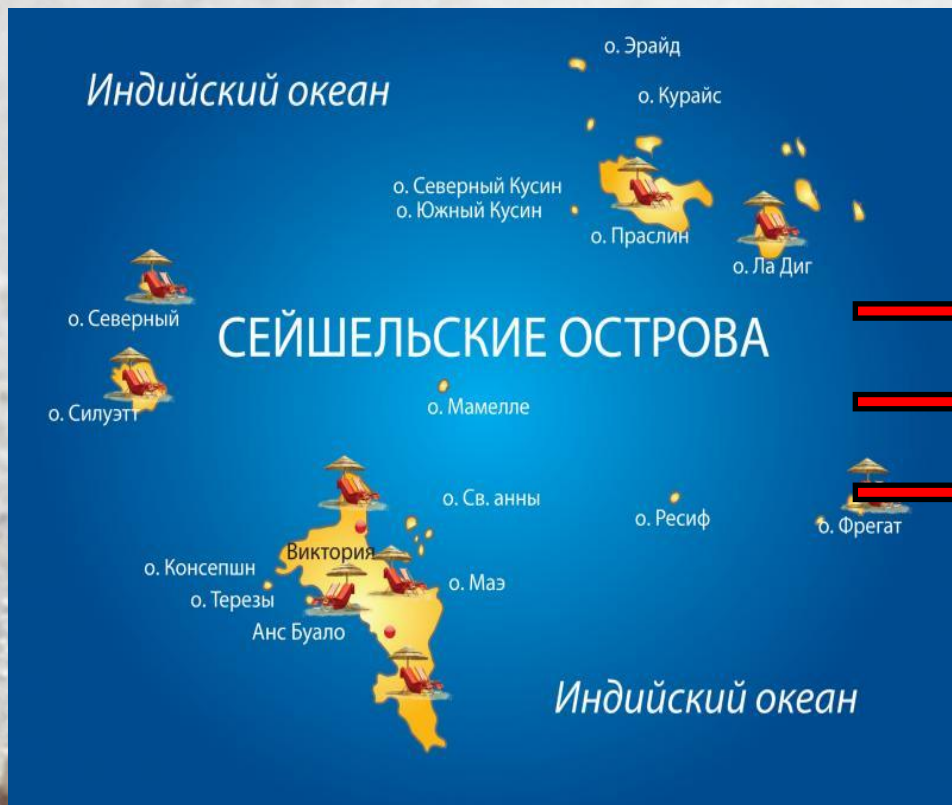 о. Эрайд
Индийский океан
о. Курайс
о. Северный Кусин
о. Южный Кусин
о. Праслин
о. Ла Диг
о. Северный
СЕЙШЕЛЬСКИЕ ОСТРОВА
о. Силуэтт
о. Мамелле
о. Св. анны
о. Ресиф
о. Фрегат
Виктория
о. Консепшн
о. Маэ
о. Терезы
Анс Буало
Индийский океан